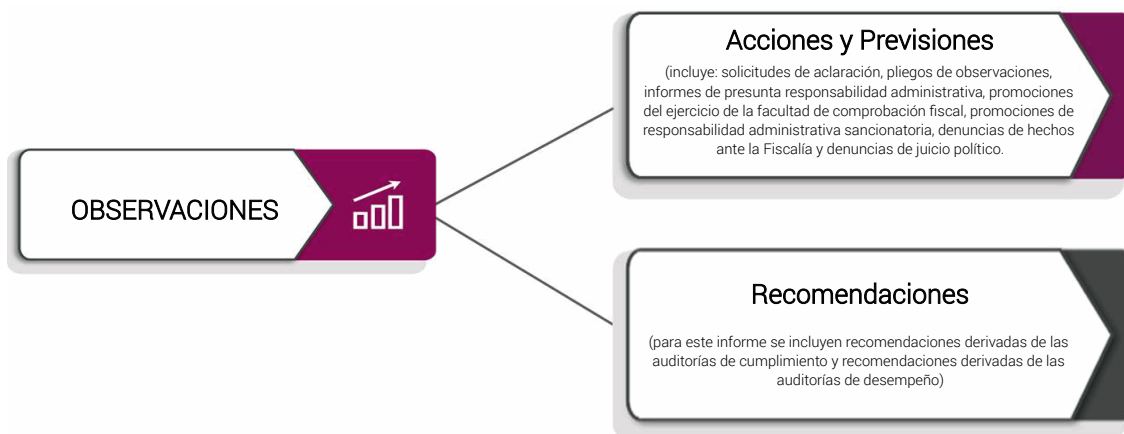 OBSERVACIONES
Acciones y Previsiones
(incluye: solicitudes de aclaración, pliegos de observaciones,
informes de presunta responsabilidad administrativa, promociones
del ejercicio de la facultad de comprobación fiscal, promociones de
responsabilidad administrativa sancionatoria, denuncias de hechos
ante la Fiscalía y denuncias de juicio político.
Recomendaciones
(para este informe se incluyen recomendaciones derivadas de las
auditorías de cumplimiento y recomendaciones derivadas de las
auditorías de desempeño)